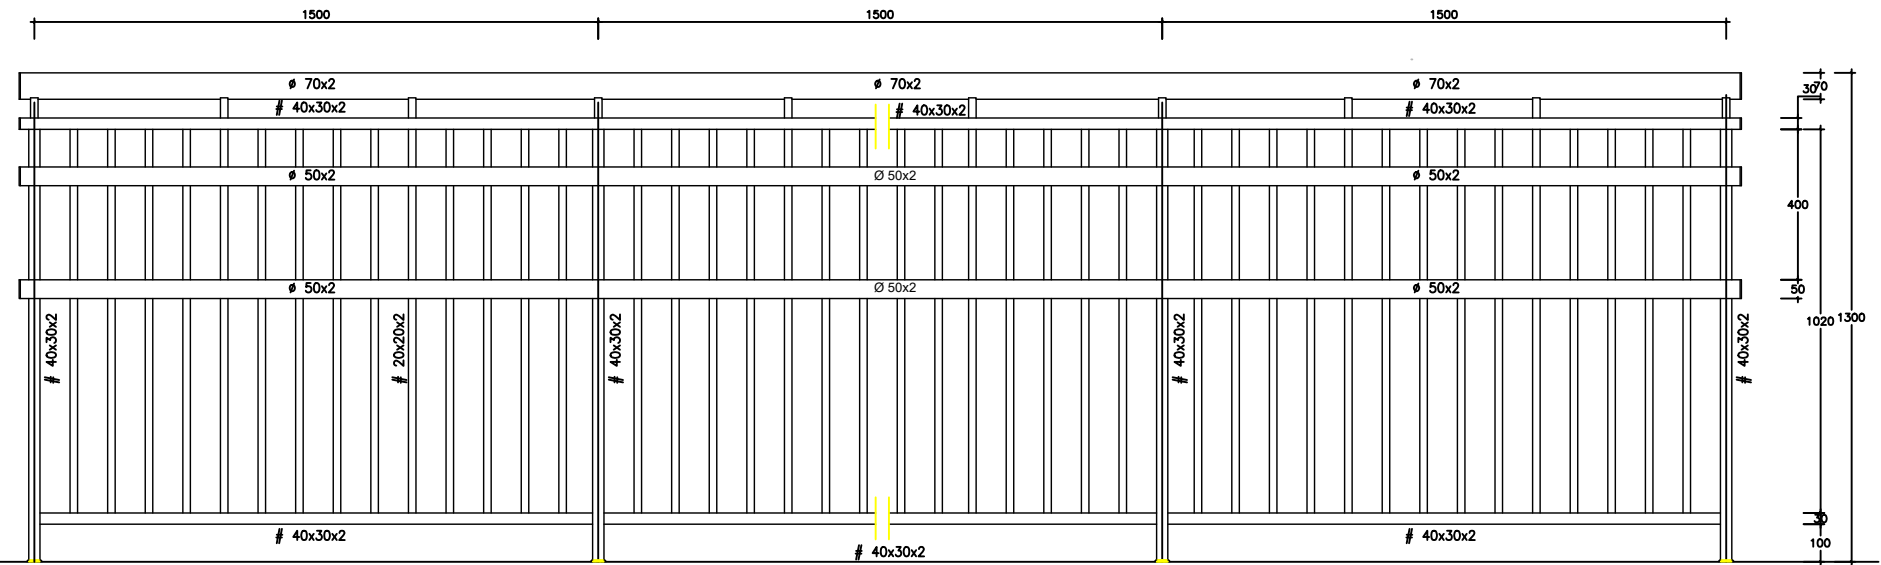 1500 1500 1500
ø 70x2 ø 70x2 ø 70x2
30 70
# 40x30x2 # 40x30x2 # 40x30x2
ø 50x2 Ø 50x2 ø 50x2
400
ø 50x2 Ø 50x2 ø 50x2
50
1020 1300
# 40x30x2 # 20x20x2 # 40x30x2 # 40x30x2 # 40x30x2
30
# 40x30x2 # 40x30x2 # 40x30x2
100